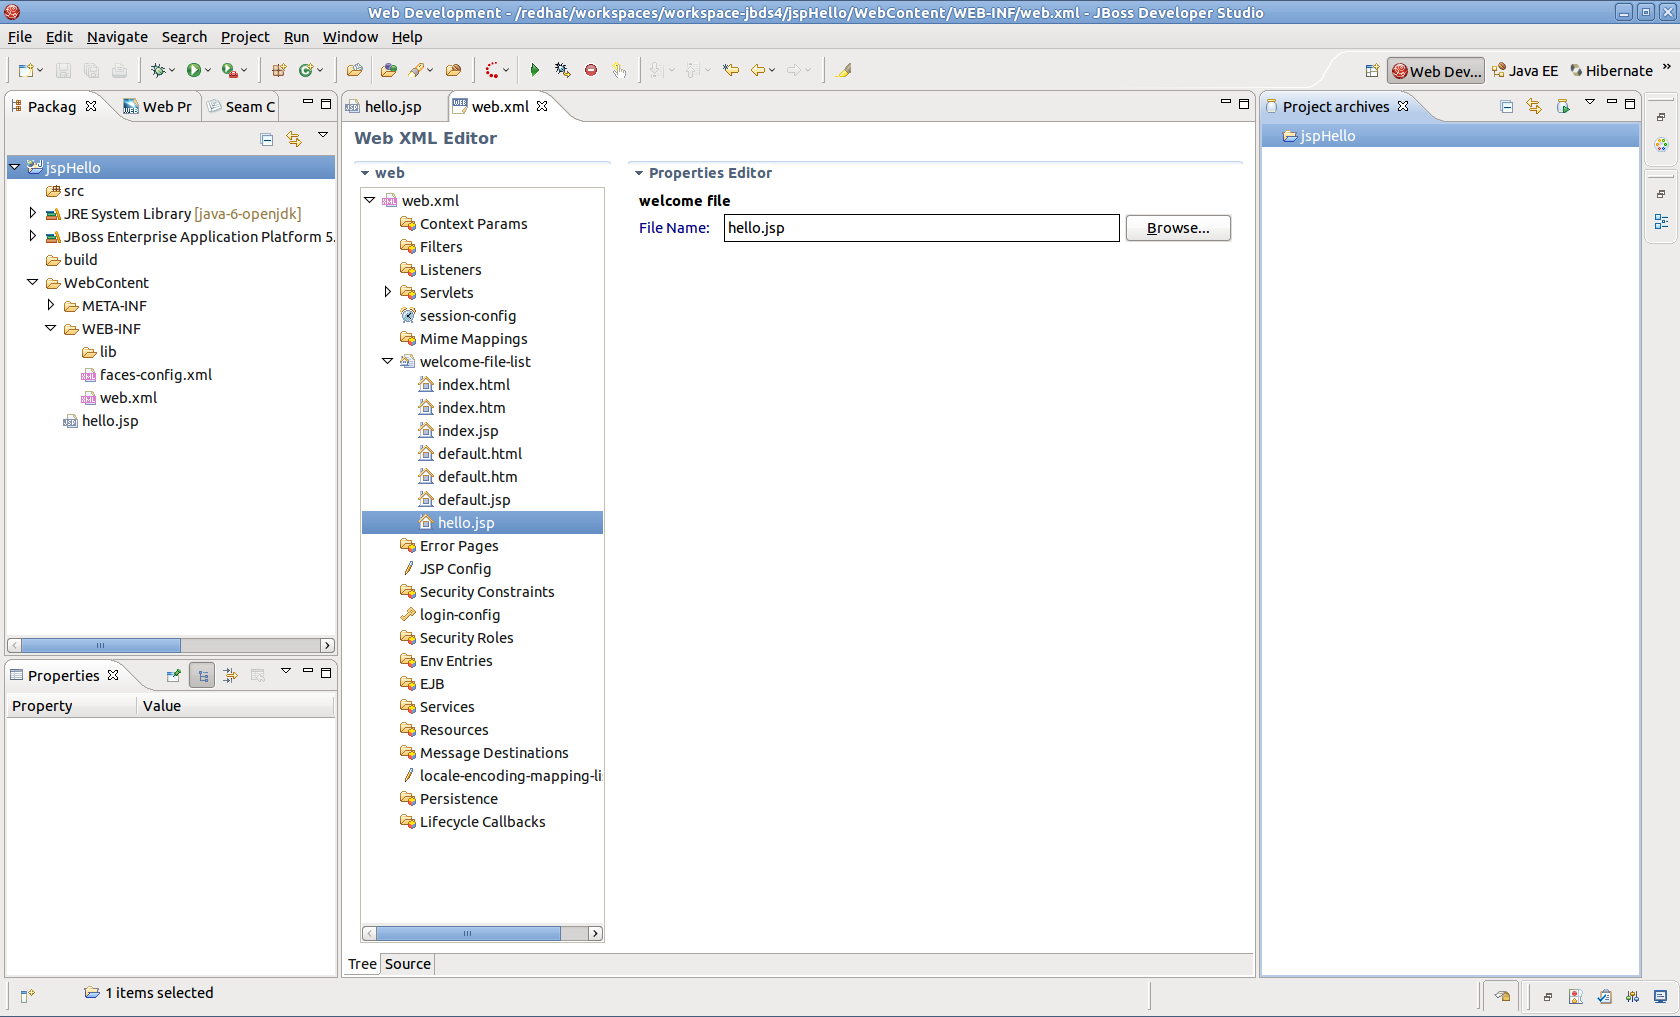 Web Development - /redhat/workspaces/workspace-jbds4/jspHello/WebContent/WEB-INF/web.xml - JBoss Developer Studio
File Edit Navigate Search Project Run Window Help
Web Dev... Java EE Hibernate »
Packag Web Pr Seam C
jspHello
src
JRE System Library [java-6-openjdk]
JBoss Enterprise Application Platform 5.
build
WebContent
META-INF
WEB-INF
lib
faces-config.xml
web.xml
hello.jsp
Properties
Property Value
hello.jsp web.xml
Web XML Editor
web
web.xml
Context Params
Filters
Listeners
Servlets
session-config
Mime Mappings
welcome-file-list
index.html
index.htm
index.jsp
default.html
default.htm
default.jsp
hello.jsp
Error Pages
JSP Config
Security Constraints
login-config
Security Roles
Env Entries
EJB
Services
Resources
Message Destinations
locale-encoding-mapping-li
Persistence
Lifecycle Callbacks
Tree Source
Properties Editor
welcome file
File Name: hello.jsp Browse...
Project archives
jspHello
1 items selected